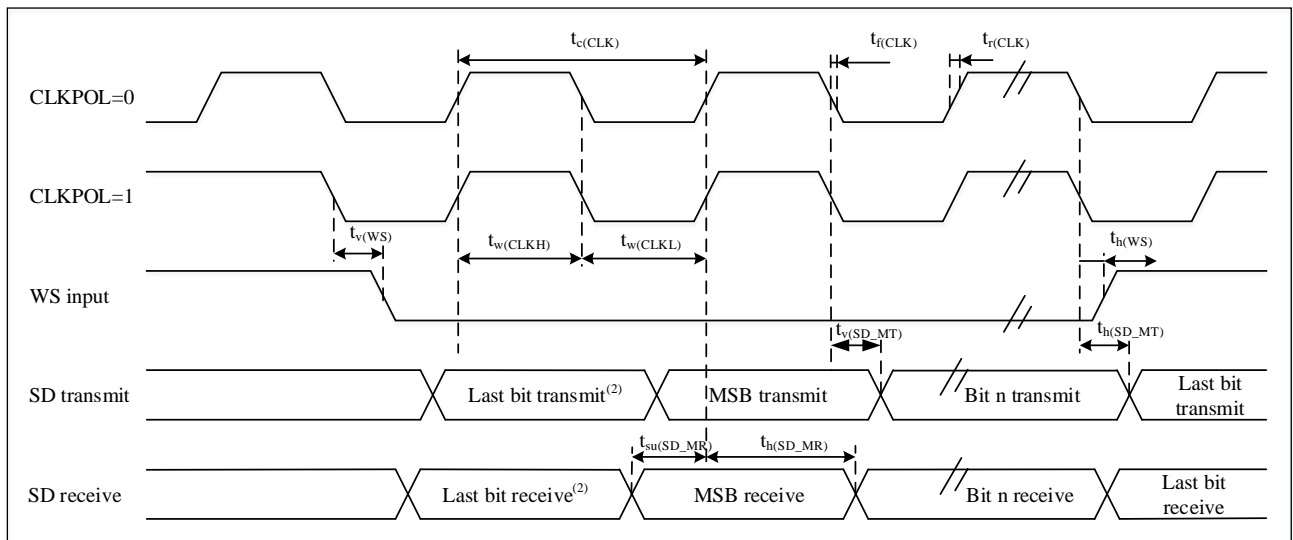 t_c(CLK)
t_f(CLK)
t_r(CLK)
CLKPOL=0
CLKPOL=1
t_v(WS)
t_w(CLKH)
t_w(CLKL)
t_h(WS)
WS input
t_v(SD_MT)
t_h(SD_MT)
SD transmit
Last bit transmit(2)
MSB transmit
Bit n transmit
Last bit
transmit
t_su(SD_MR)
t_h(SD_MR)
SD receive
Last bit receive(2)
MSB receive
Bit n receive
Last bit
receive